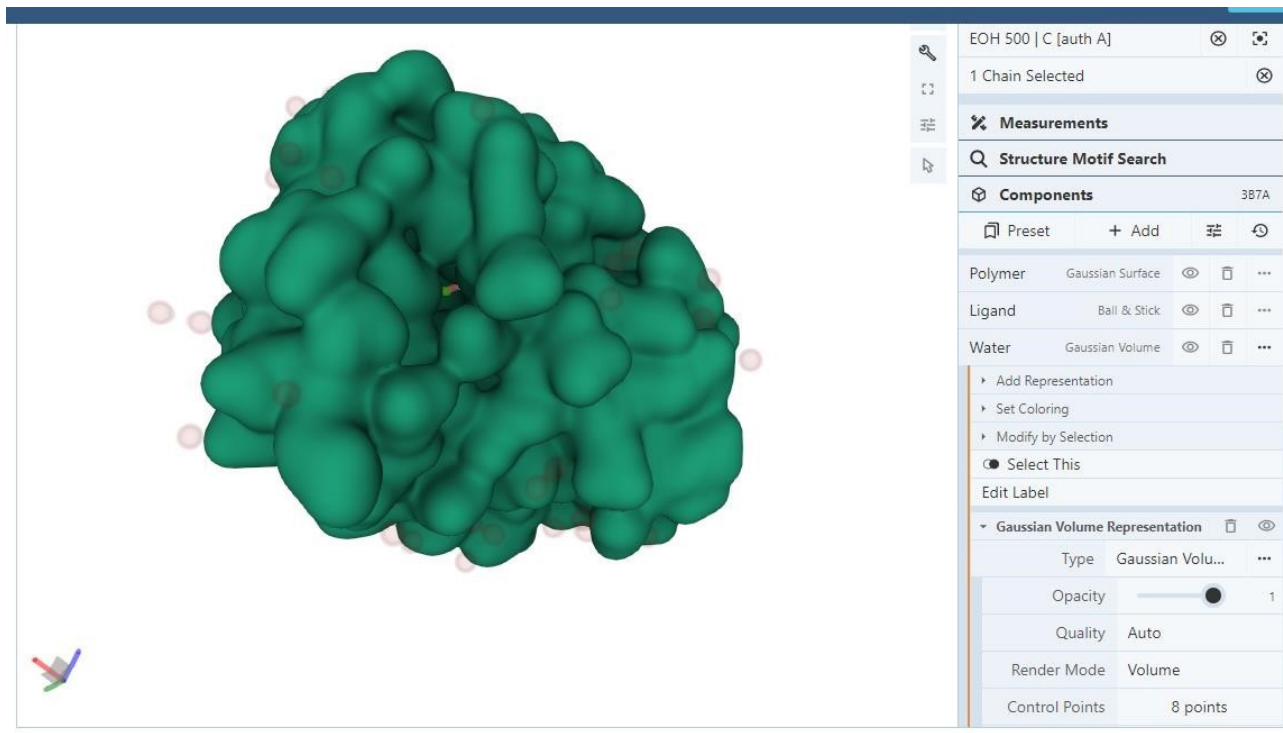 EOH 500 | C [auth A]
1 Chain Selected
Measurements
Structure Motif Search
Components 3B7A
Preset + Add
Polymer Gaussian Surface
Ligand Ball & Stick
Water Gaussian Volume
Add Representation
Set Coloring
Modify by Selection
Select This
Edit Label
Gaussian Volume Representation
Type Gaussian Volu...
Opacity 1
Quality Auto
Render Mode Volume
Control Points 8 points